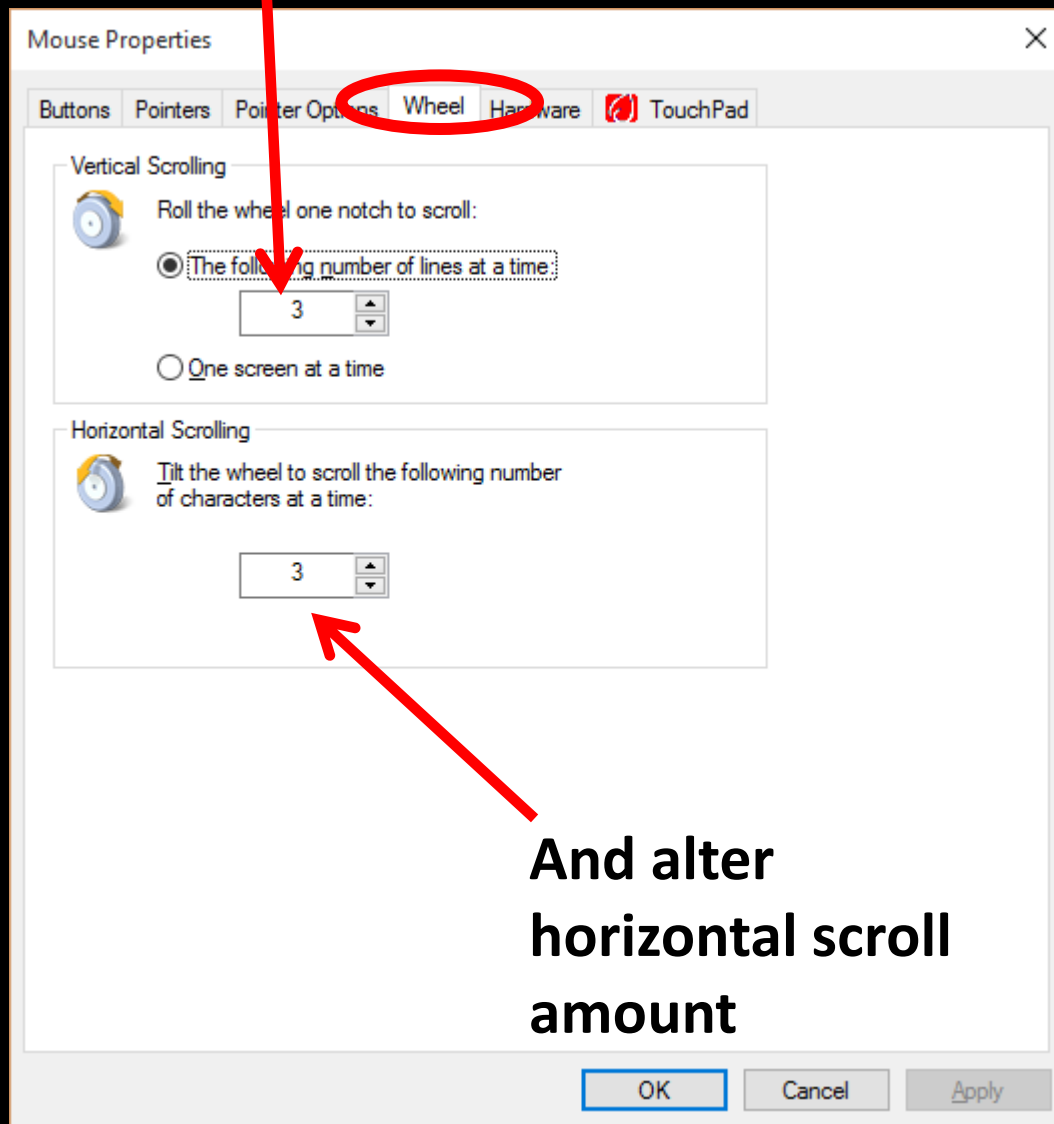 Mouse Properties
Buttons Pointers Pointer Options Wheel Hardware TouchPad
Vertical Scrolling
Roll the wheel one notch to scroll:
The following number of lines at a time:
3
One screen at a time
Horizontal Scrolling
Tilt the wheel to scroll the following number
of characters at a time:
3
And alter
horizontal scroll
amount
OK Cancel Apply